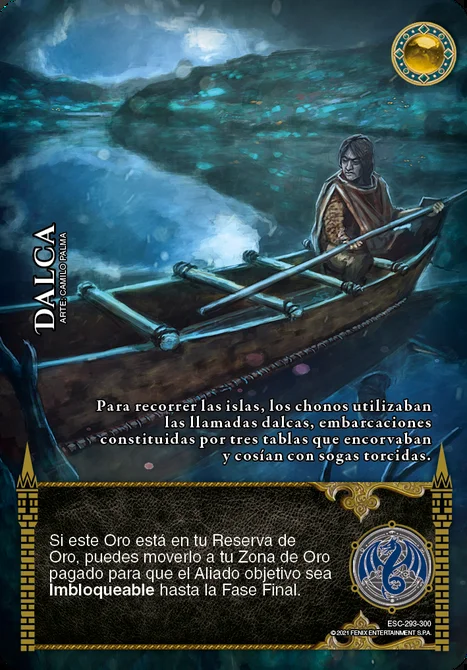 DALCA
ARTE: CAMILO PALMA
Para recorrer las islas, los chonos utilizaban
las llamadas dalcas, embarcaciones
constituidas por tres tablas que encorvaban
y cosían con sogas torcidas.
Si este Oro está en tu Reserva de
Oro, puedes moverlo a tu Zona de Oro
pagado para que el Aliado objetivo sea
Imbloqueable hasta la Fase Final.
ESC-293-300
©2021 FENIX ENTERTAINMENT S.P.A.